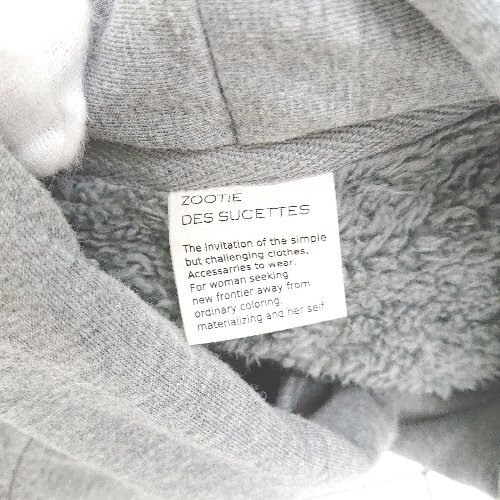 ZOOTIE
DES SUCETTES
The Invitation of the simple
but challenging clothes,
Accessarries to wear.
For woman seeking
new frontier away from
ordinary coloring,
materializing and her self.